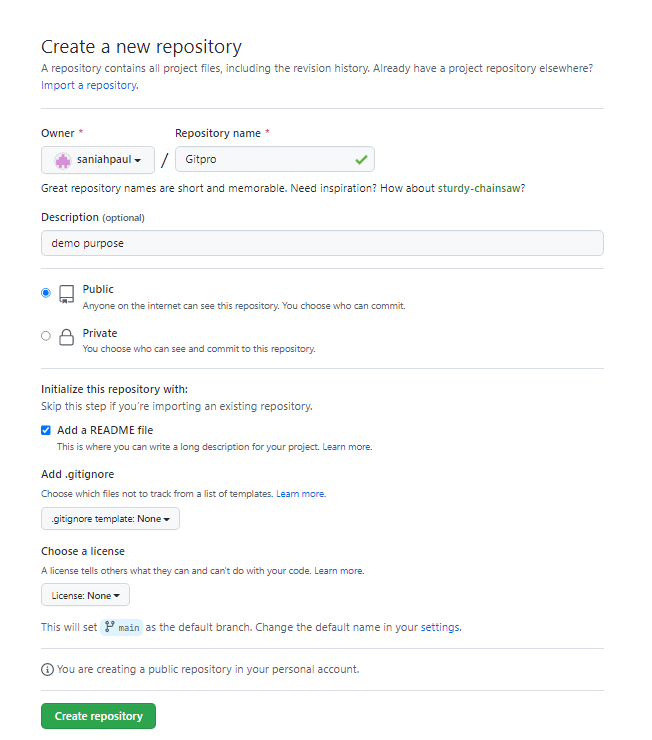 Create a new repository
A repository contains all project files, including the revision history. Already have a project repository elsewhere?
Import a repository.
Owner * Repository name *
saniahpaul / Gitpro
Great repository names are short and memorable. Need inspiration? How about sturdy-chainsaw?
Description (optional)
demo purpose
Public
Anyone on the internet can see this repository. You choose who can commit.
Private
You choose who can see and commit to this repository.
Initialize this repository with:
Skip this step if you're importing an existing repository.
Add a README file
This is where you can write a long description for your project. Learn more.
Add .gitignore
Choose which files not to track from a list of templates. Learn more.
.gitignore template: None
Choose a license
A license tells others what they can and can't do with your code. Learn more.
License: None
This will set main as the default branch. Change the default name in your settings.
You are creating a public repository in your personal account.
Create repository